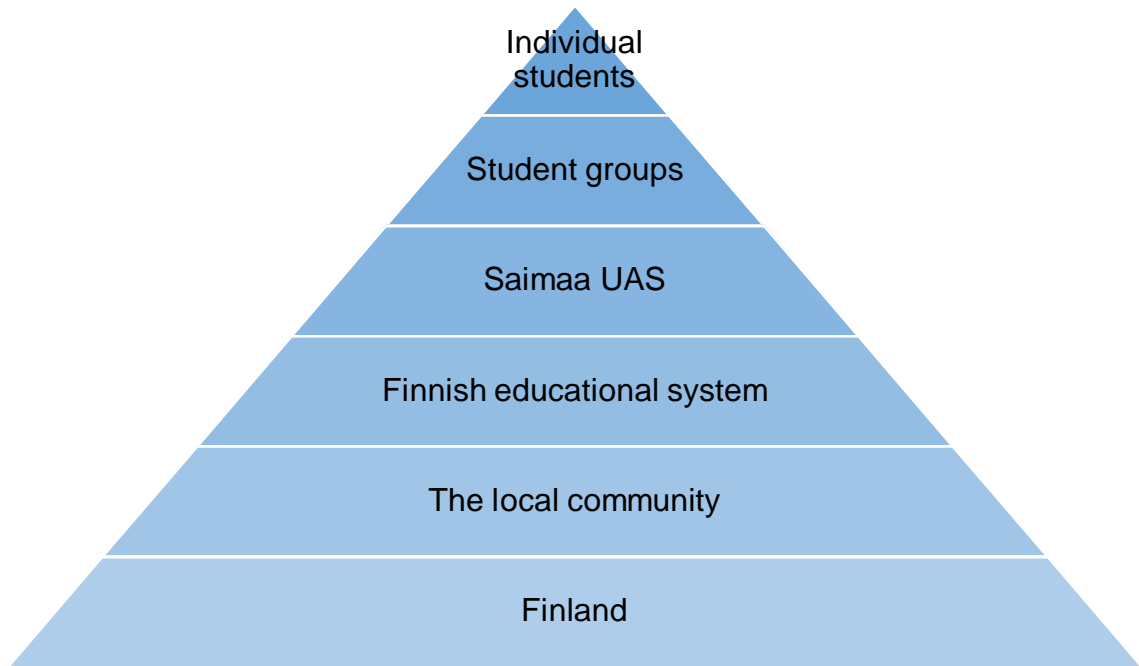 Individual
students
Student groups
Saimaa UAS
Finnish educational system
The local community
Finland